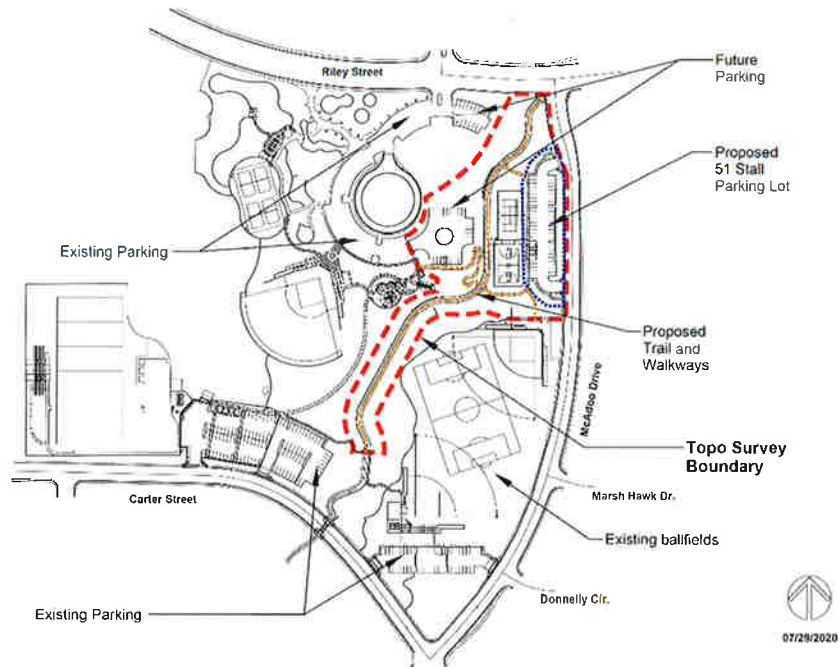 Riley Street
Future
Parking
Proposed
51 Stall
Parking Lot
Existing Parking
Proposed
Trail and
Walkways
McAdoo Drive
Topo Survey
Boundary
Carter Street
Marsh Hawk Dr.
Existing ballfields
Existing Parking
Donnelly Cir.
07/29/2020